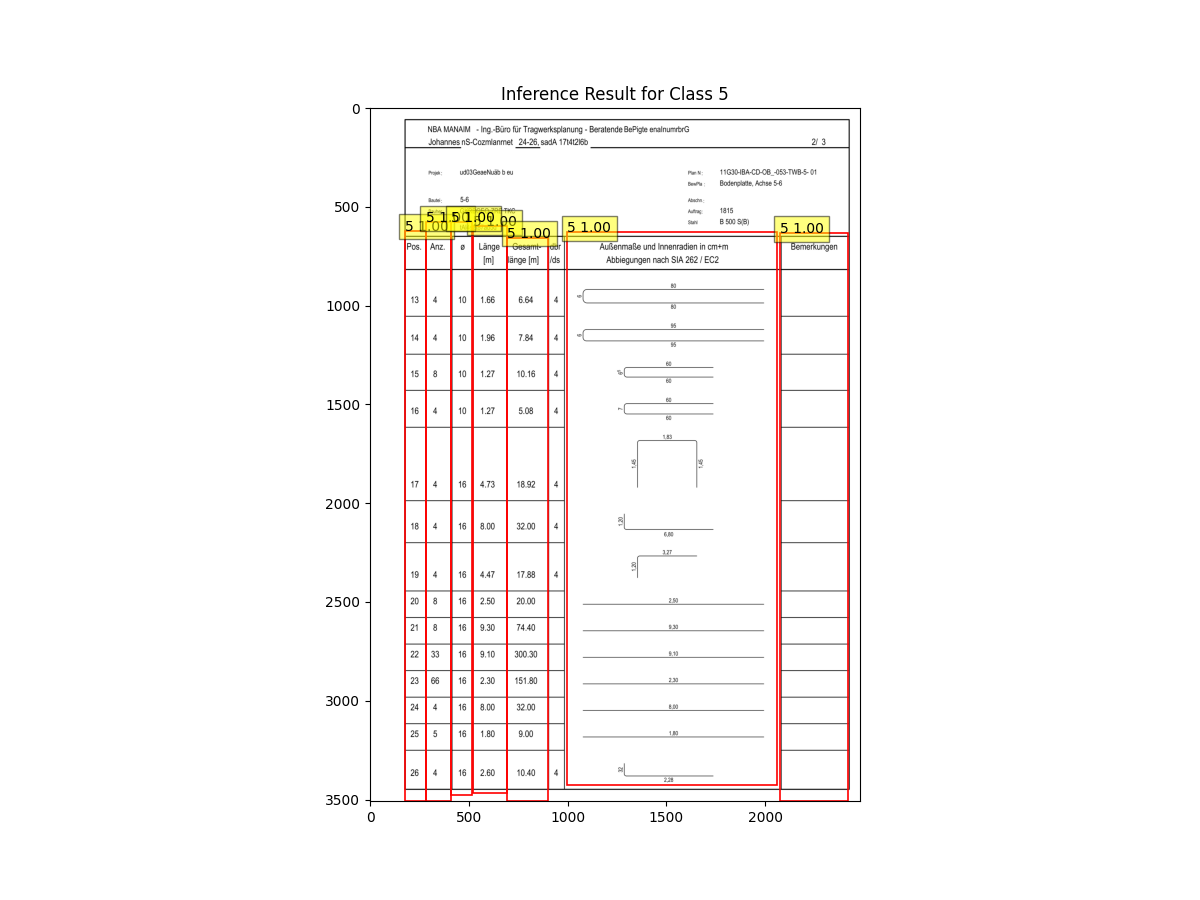 Inference Result for Class 5
0
500
1000
1500
2000
2500
3000
3500
NBA MANAIM - Ing.-Büro für Tragwerksplanung - Beratende BePigte enalnumrbrG
Johannes nS-Cozmlanrnet 24-26, sadA 17t4t2l6b 2/ 3
Projek: ud03GeaeNuäb b eu Plan N : 11G30-IBA-CD-OB_-053-TWB-5- 01
BewPla : Bodenplatte, Achse 5-6
Baute: 5-6 Abschn:
Auftrag: 1815
Stahl B 500 S(B)
5 1.00 5 1.00 5 1.00 5 1.00 5 1.00 5 1.00
Pos. Anz. ø Länge Gesamt- der Außenmaße und Innenradien in cm+m Bemerkungen
[m] länge [m] /ds Abbiegungen nach SIA 262 / EC2
13 4 10 1.66 6.64 4 80 80
14 4 10 1.96 7.84 4 95 95
15 8 10 1.27 10.16 4 60 60
16 4 10 1.27 5.08 4 60 7 60
17 4 16 4.73 18.92 4 1,83 1,45 1,45
18 4 16 8.00 32.00 4 1,20 6,80
19 4 16 4.47 17.88 4 3,27 1,20
20 8 16 2.50 20.00 2,50
21 8 16 9.30 74.40 9,30
22 33 16 9.10 300.30 9,10
23 66 16 2.30 151.80 2,30
24 4 16 8.00 32.00 8,00
25 5 16 1.80 9.00 1,80
26 4 16 2.60 10.40 4 32 2,28
0 500 1000 1500 2000